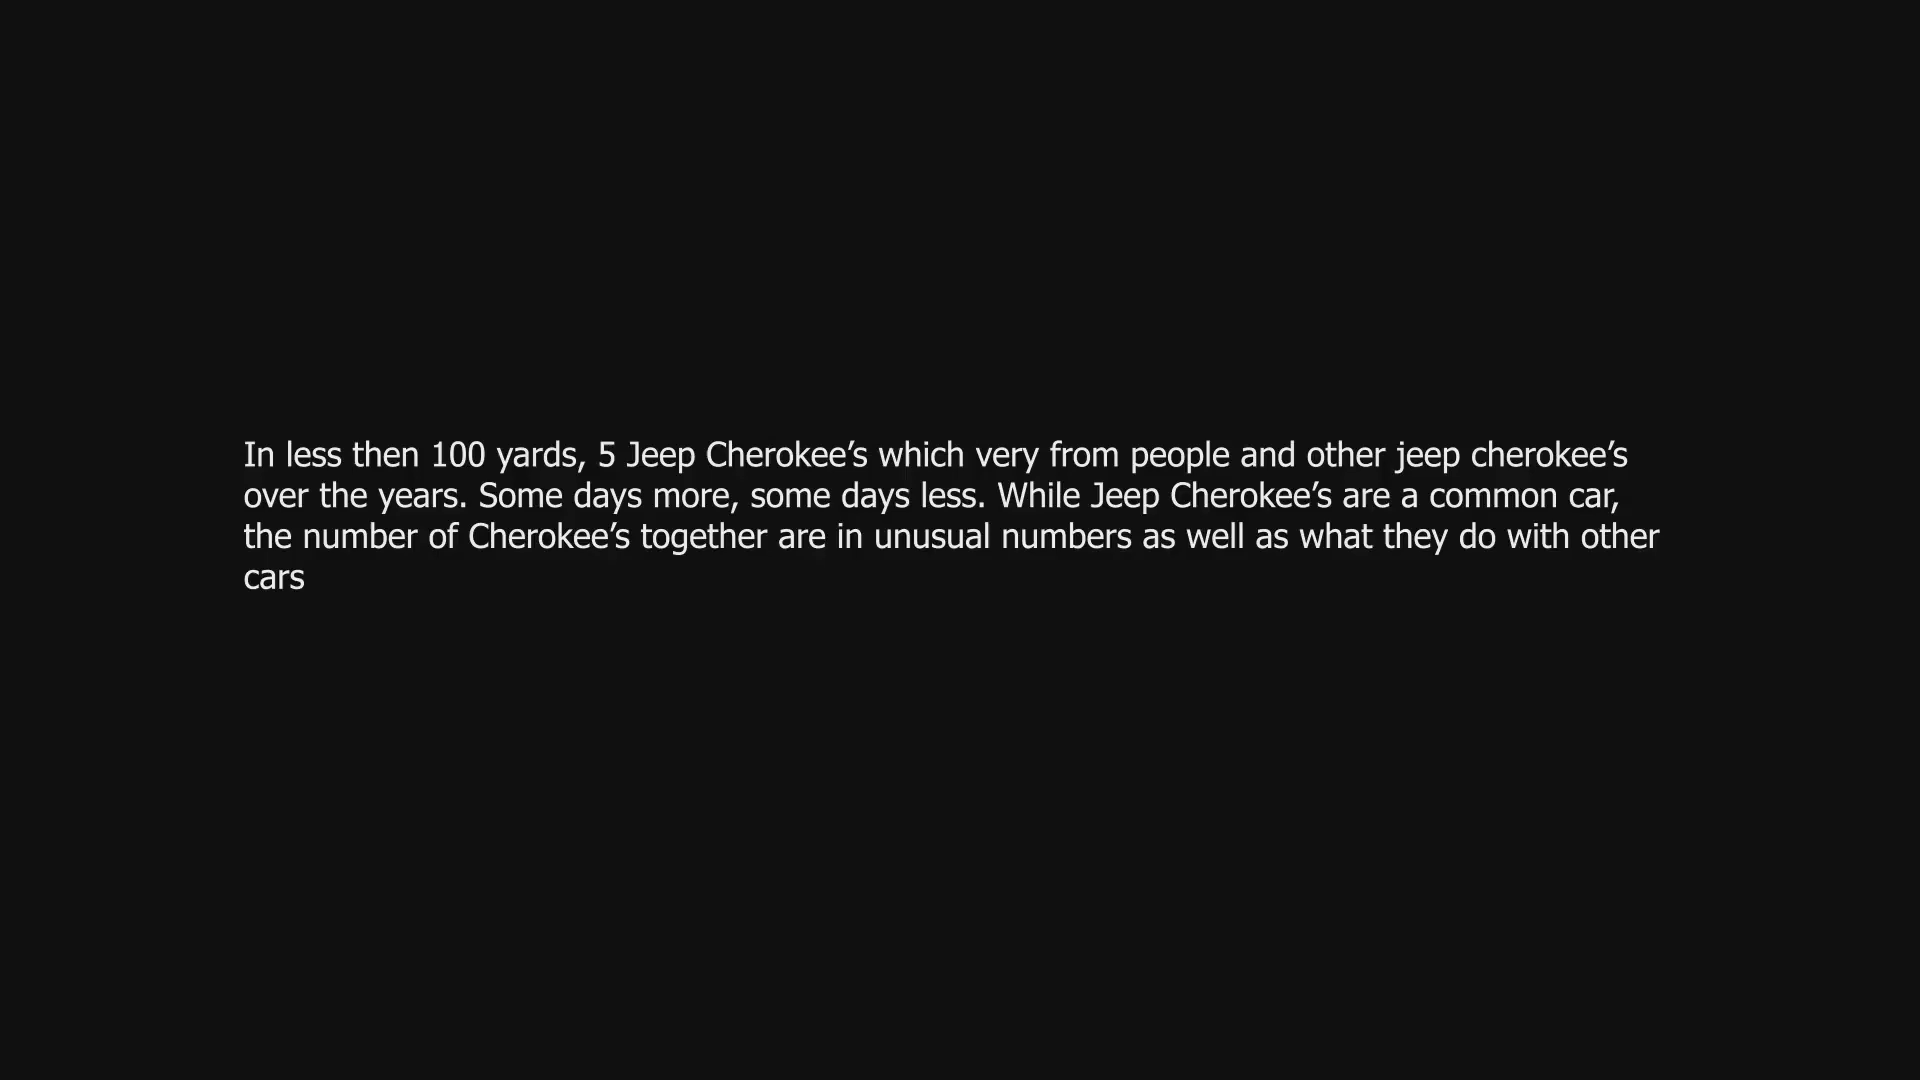 In less then 100 yards, 5 Jeep Cherokee’s which very from people and other jeep cherokee’s
over the years. Some days more, some days less. While Jeep Cherokee’s are a common car,
the number of Cherokee’s together are in unusual numbers as well as what they do with other
cars